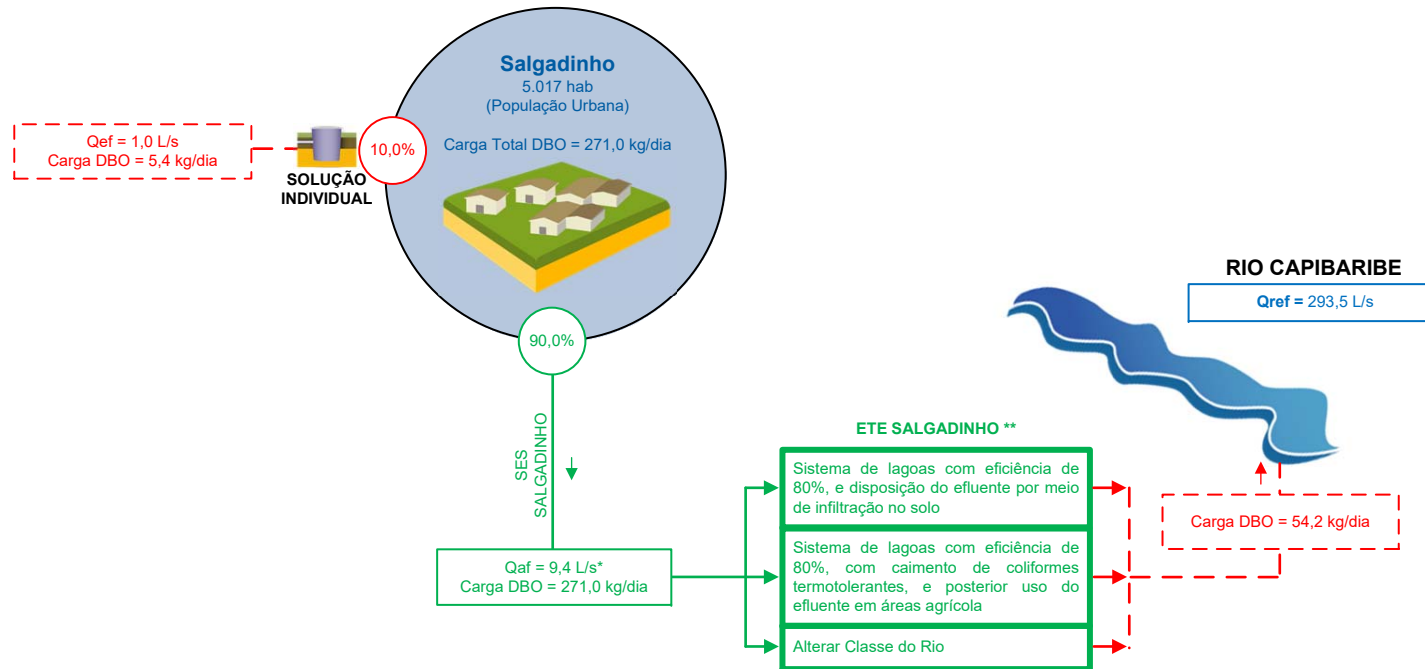 Salgadinho
5.017 hab
(População Urbana)
Carga Total DBO = 271,0 kg/dia
Qef = 1,0 L/s
Carga DBO = 5,4 kg/dia
SOLUÇÃO
INDIVIDUAL
10,0%
90,0%
SES
SALGADINHO
Qaf = 9,4 L/s*
Carga DBO = 271,0 kg/dia
ETE SALGADINHO **
Sistema de lagoas com eficiência de
80%, e disposição do efluente por meio
de infiltração no solo
Sistema de lagoas com eficiência de
80%, com caimento de coliformes
termotolerantes, e posterior uso do
efluente em áreas agrícola
Alterar Classe do Rio
RIO CAPIBARIBE
Qref = 293,5 L/s
Carga DBO = 54,2 kg/dia